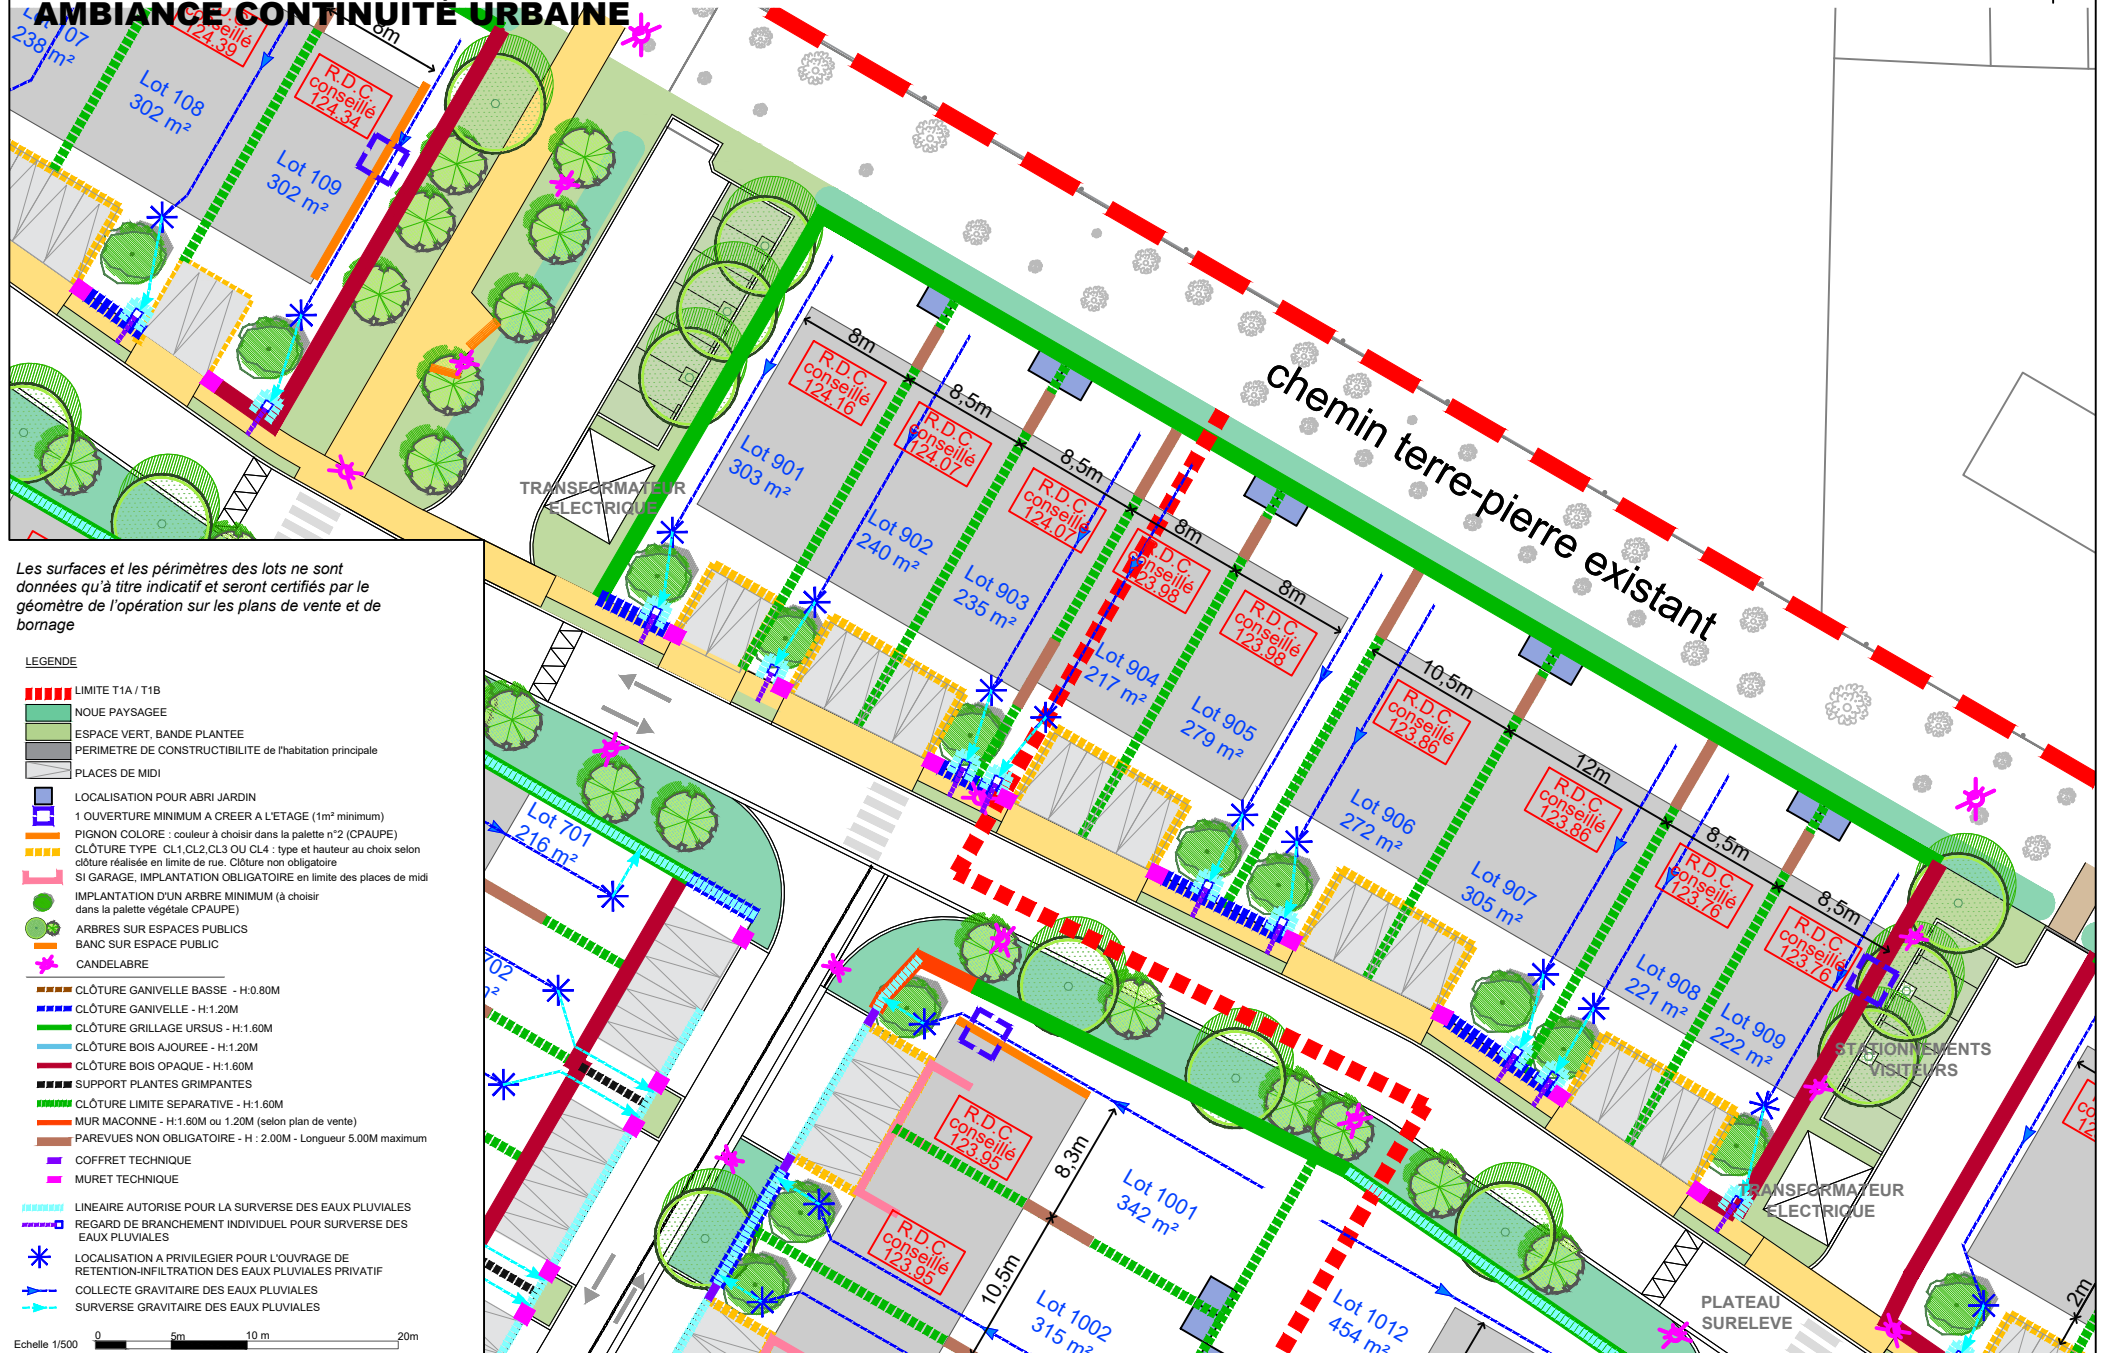 AMBIANCE CONTINUITÉ URBAINE
238 m²
Lot 108
302 m²
Lot 109
302 m²
conseillé
124.39
R.D.C.
conseillé
124.34
8m
TRANSFORMATEUR
ELECTRIQUE
chemin terre-pierre existant
8m
8,5m
8,5m
8m
8m
10,5m
12m
8,5m
8,5m
R.D.C.
conseillé
124.16
R.D.C.
conseillé
124.07
R.D.C.
conseillé
124.07
R.D.C.
conseillé
123.98
R.D.C.
conseillé
123.98
R.D.C.
conseillé
123.86
R.D.C.
conseillé
123.86
R.D.C.
conseillé
123.76
R.D.C.
conseillé
123.76
Lot 901
303 m²
Lot 902
240 m²
Lot 903
235 m²
Lot 904
217 m²
Lot 905
279 m²
Lot 906
272 m²
Lot 907
305 m²
Lot 908
221 m²
Lot 909
222 m²
STATIONNEMENTS
VISITEURS
TRANSFORMATEUR
ELECTRIQUE
PLATEAU
SURELEVE
2m
Lot 701
216 m²
702
R.D.C.
conseillé
123.95
R.D.C.
conseillé
123.95
8,3m
10,5m
Lot 1001
342 m²
Lot 1002
315 m²
Lot 1012
454 m²
Les surfaces et les périmètres des lots ne sont
données qu'à titre indicatif et seront certifiés par le
géomètre de l'opération sur les plans de vente et de
bornage
LEGENDE
LIMITE T1A / T1B
NOUE PAYSAGEE
ESPACE VERT, BANDE PLANTEE
PERIMETRE DE CONSTRUCTIBILITE de l'habitation principale
PLACES DE MIDI
LOCALISATION POUR ABRI JARDIN
1 OUVERTURE MINIMUM A CREER A L'ETAGE (1m² minimum)
PIGNON COLORE : couleur à choisir dans la palette n°2 (CPAUPE)
CLÔTURE TYPE CL1,CL2,CL3 OU CL4 : type et hauteur au choix selon
clôture réalisée en limite de rue. Clôture non obligatoire
SI GARAGE, IMPLANTATION OBLIGATOIRE en limite des places de midi
IMPLANTATION D'UN ARBRE MINIMUM (à choisir
dans la palette végétale CPAUPE)
ARBRES SUR ESPACES PUBLICS
BANC SUR ESPACE PUBLIC
CANDELABRE
CLÔTURE GANIVELLE BASSE - H:0.80M
CLÔTURE GANIVELLE - H:1.20M
CLÔTURE GRILLAGE URSUS - H:1.60M
CLÔTURE BOIS AJOUREE - H:1.20M
CLÔTURE BOIS OPAQUE - H:1.60M
SUPPORT PLANTES GRIMPANTES
CLÔTURE LIMITE SEPARATIVE - H:1.60M
MUR MACONNE - H:1.60M ou 1.20M (selon plan de vente)
PAREVUES NON OBLIGATOIRE - H : 2.00M - Longueur 5.00M maximum
COFFRET TECHNIQUE
MURET TECHNIQUE
LINEAIRE AUTORISE POUR LA SURVERSE DES EAUX PLUVIALES
REGARD DE BRANCHEMENT INDIVIDUEL POUR SURVERSE DES
EAUX PLUVIALES
LOCALISATION A PRIVILEGIER POUR L'OUVRAGE DE
RETENTION-INFILTRATION DES EAUX PLUVIALES PRIVATIF
COLLECTE GRAVITAIRE DES EAUX PLUVIALES
SURVERSE GRAVITAIRE DES EAUX PLUVIALES
Echelle 1/500
0 5m 10 m 20m